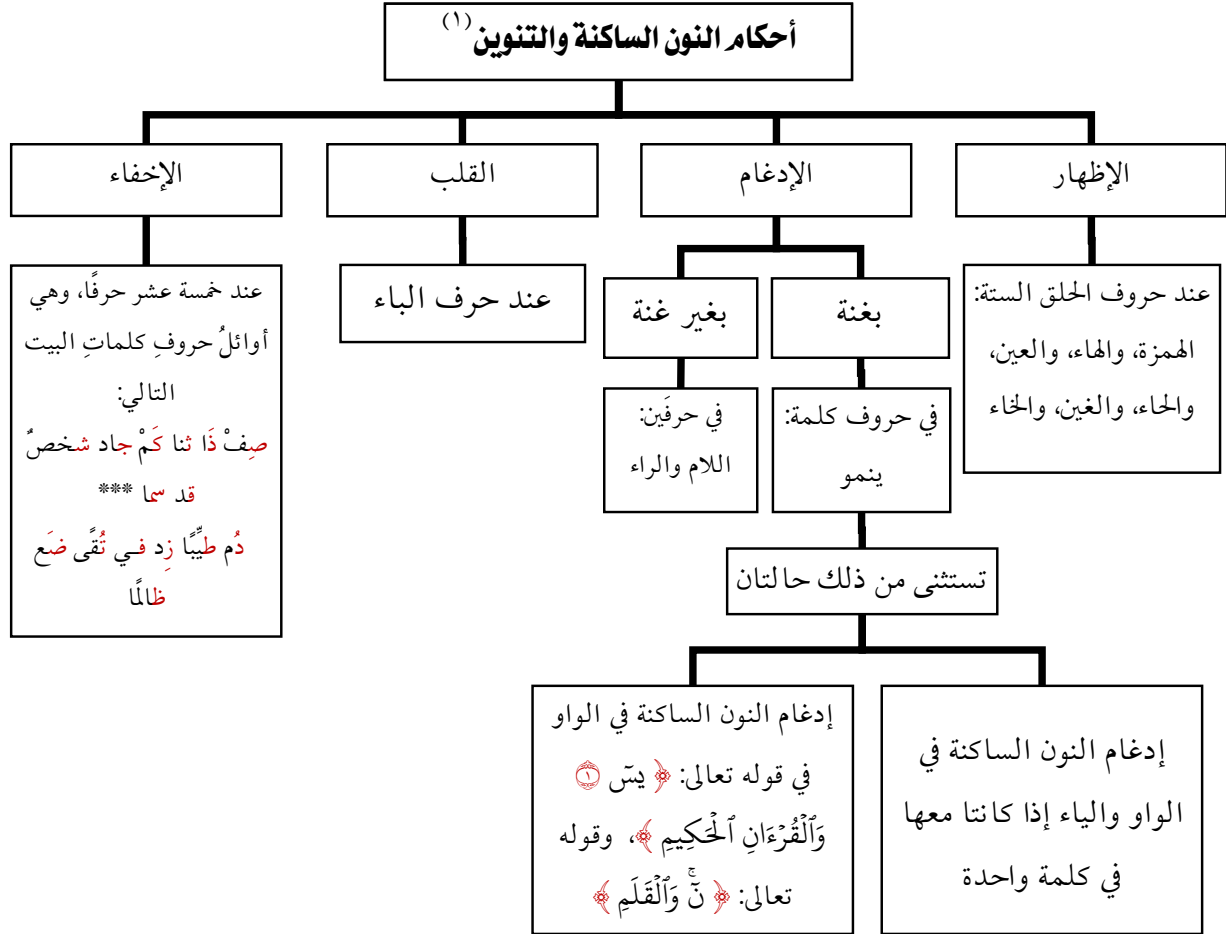 أحكام النون الساكنة والتنوين (١)
الإظهار
الإدغام
القلب
الإخفاء
عند حروف الحلق الستة:
الهمزة، والهاء، والعين،
والحاء، والغين، والخاء
بغنة
بغير غنة
عند حرف الباء
عند خمسة عشر حرفًا، وهي
أوائلُ حروفِ كلماتِ البيت
التالي:
صِفْ ذَا ثنا كَمْ جاد شخصٌ
قد سما ***
دُم طيِّبًا زِد فـي تُقًى ضَع
ظالمًا
في حروف كلمة:
ينمو
في حرفَين:
اللام والراء
تستثنى من ذلك حالتان
إدغام النون الساكنة في
الواو والياء إذا كانتا معها
في كلمة واحدة
إدغام النون الساكنة في الواو
في قوله تعالى: ﴿ يسٓ ١
وَٱلۡقُرۡءَانِ ٱلۡحَكِيمِ ﴾، وقوله
تعالى: ﴿ نٓۚ وَٱلۡقَلَمِ ﴾